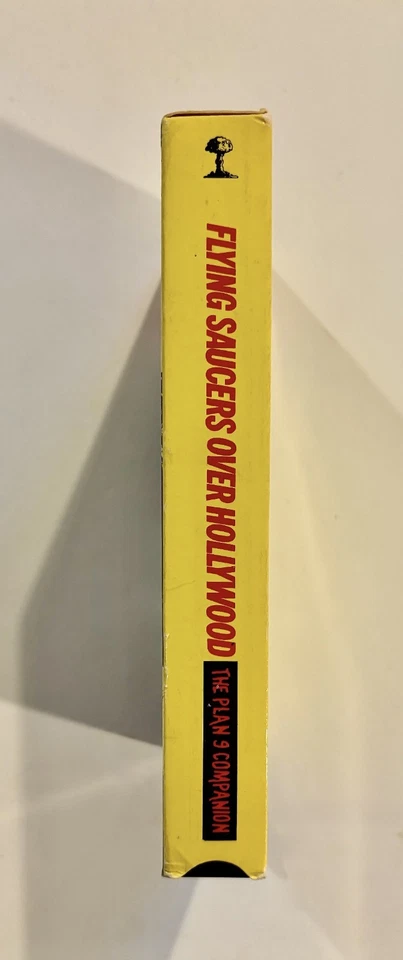 FLYING SAUCERS OVER HOLLYWOOD
THE PLAN 9 COMPANION